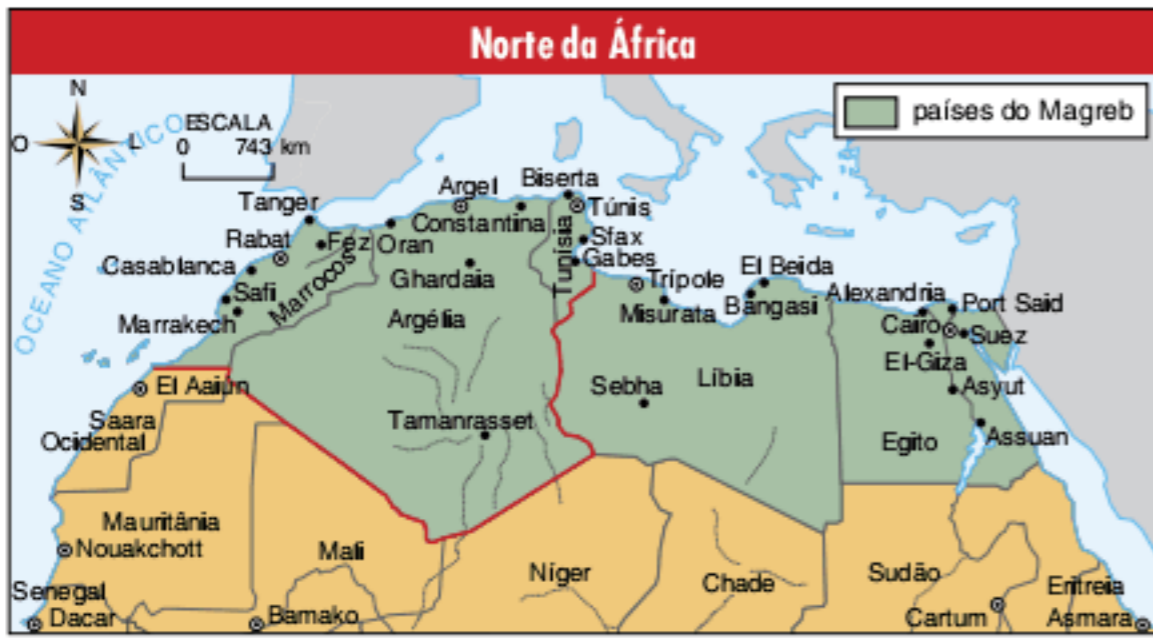 Norte da África
países do Magreb
N
O
L
S
ESCALA
0 743 km
OCEANO ATLÂNTICO
Tanger
Rabat
Casablanca
Safi
Marrakech
Fez
Marrocos
Oran
Argel
Constantina
Ghardaia
Argélia
Tamanrasset
Biserta
Túnis
Tunísia
Sfax
Gabes
Trípole
Misurata
El Beida
Bangasi
Sebha
Líbia
Alexandria
Port Said
Cairo
Suez
El-Giza
Asyut
Assuan
Egito
El Aaiún
Saara
Ocidental
Mauritânia
Nouakchott
Mali
Níger
Chade
Sudão
Eritreia
Senegal
Dacar
Bamako
Cartum
Asmara